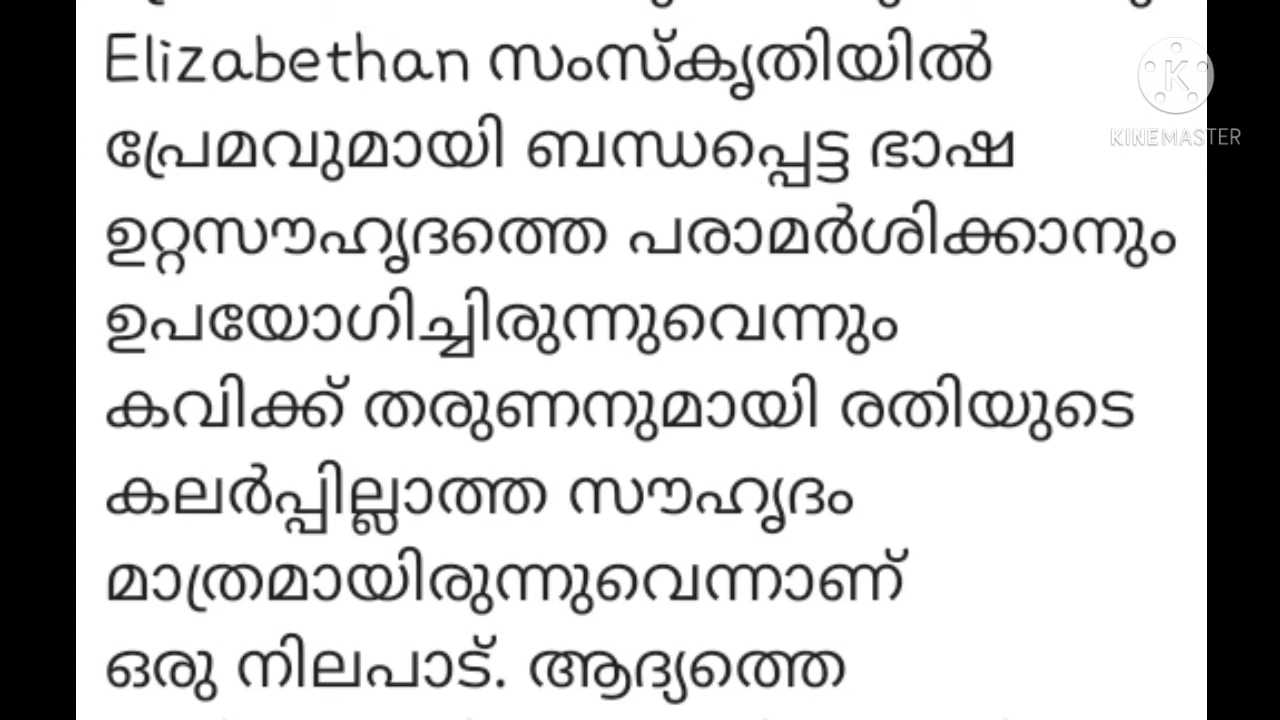 Elizabethan സംസ്കൃതിയിൽ
പ്രേമവുമായി ബന്ധപ്പെട്ട ഭാഷ
ഉറ്റസൗഹൃദത്തെ പരാമർശിക്കാനും
ഉപയോഗിച്ചിരുന്നുവെന്നും
കവിക്ക് തരുണനുമായി രതിയുടെ
കലർപ്പില്ലാത്ത സൗഹൃദം
മാത്രമായിരുന്നുവെന്നാണ്
ഒരു നിലപാട്. ആദ്യത്തെ
K
KINEMASTER